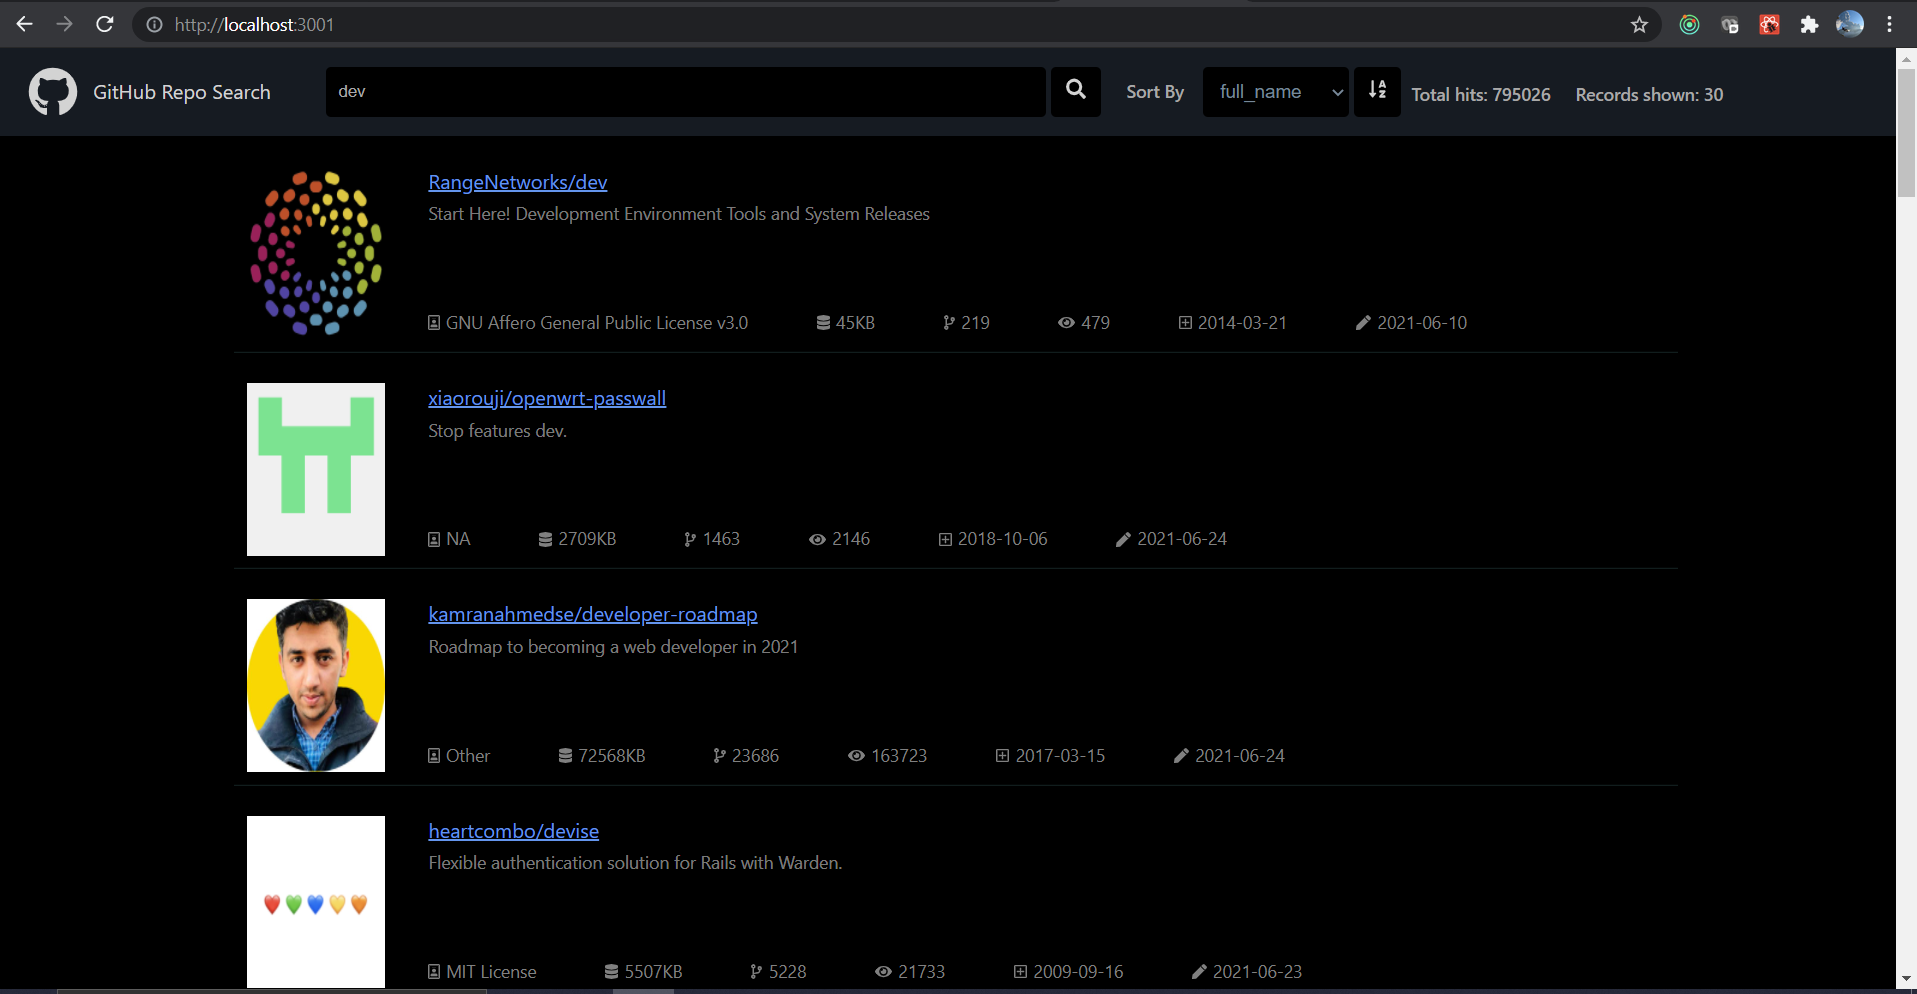 http://localhost:3001
GitHub Repo Search
dev
Sort By
full_name
Total hits: 795026
Records shown: 30
RangeNetworks/dev
Start Here! Development Environment Tools and System Releases
GNU Affero General Public License v3.0 45KB 219 479 2014-03-21 2021-06-10
xiaorouji/openwrt-passwall
Stop features dev.
NA 2709KB 1463 2146 2018-10-06 2021-06-24
kamranahmedse/developer-roadmap
Roadmap to becoming a web developer in 2021
Other 72568KB 23686 163723 2017-03-15 2021-06-24
heartcombo/devise
Flexible authentication solution for Rails with Warden.
MIT License 5507KB 5228 21733 2009-09-16 2021-06-23